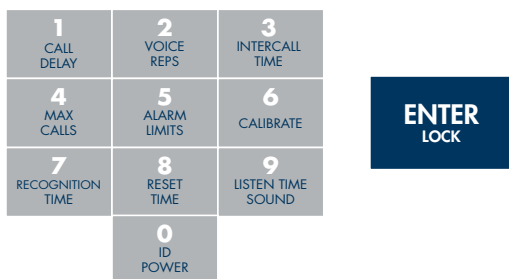 1
CALL
DELAY
2
VOICE
REPS
3
INTERCALL
TIME
4
MAX
CALLS
5
ALARM
LIMITS
6
CALIBRATE
7
RECOGNITION
TIME
8
RESET
TIME
9
LISTEN TIME
SOUND
0
ID
POWER
ENTER
LOCK